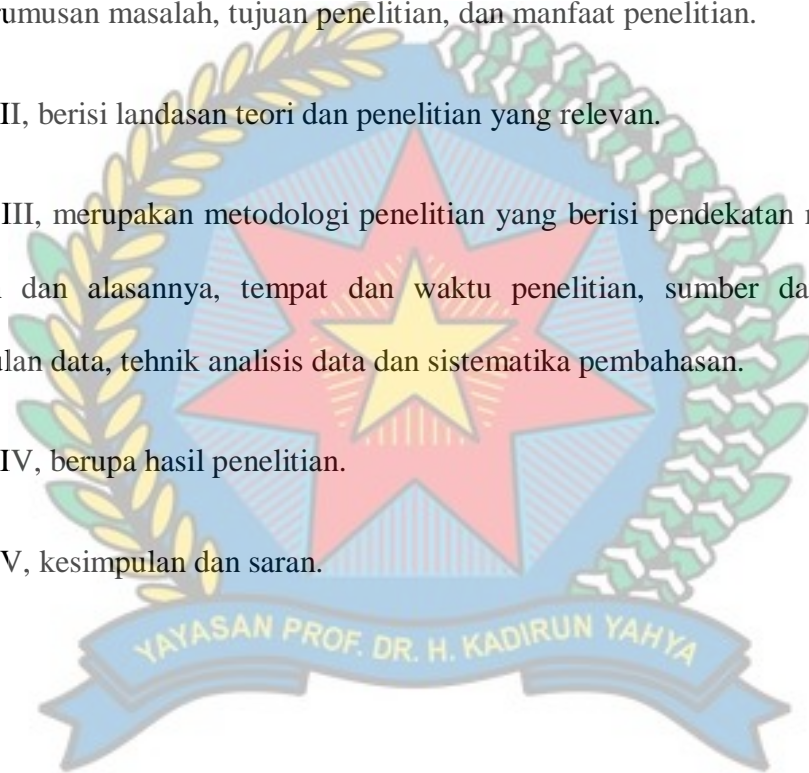 umusan masalah, tujuan penelitian, dan manfaat penelitian.
II, berisi landasan teori dan penelitian yang relevan.
III, merupakan metodologi penelitian yang berisi pendekatan
dan alasannya, tempat dan waktu penelitian, sumber da
lan data, tehnik analisis data dan sistematika pembahasan.
IV, berupa hasil penelitian.
V, kesimpulan dan saran.
YAYASAN PROF. DR. H. KADIRUN YAHYA